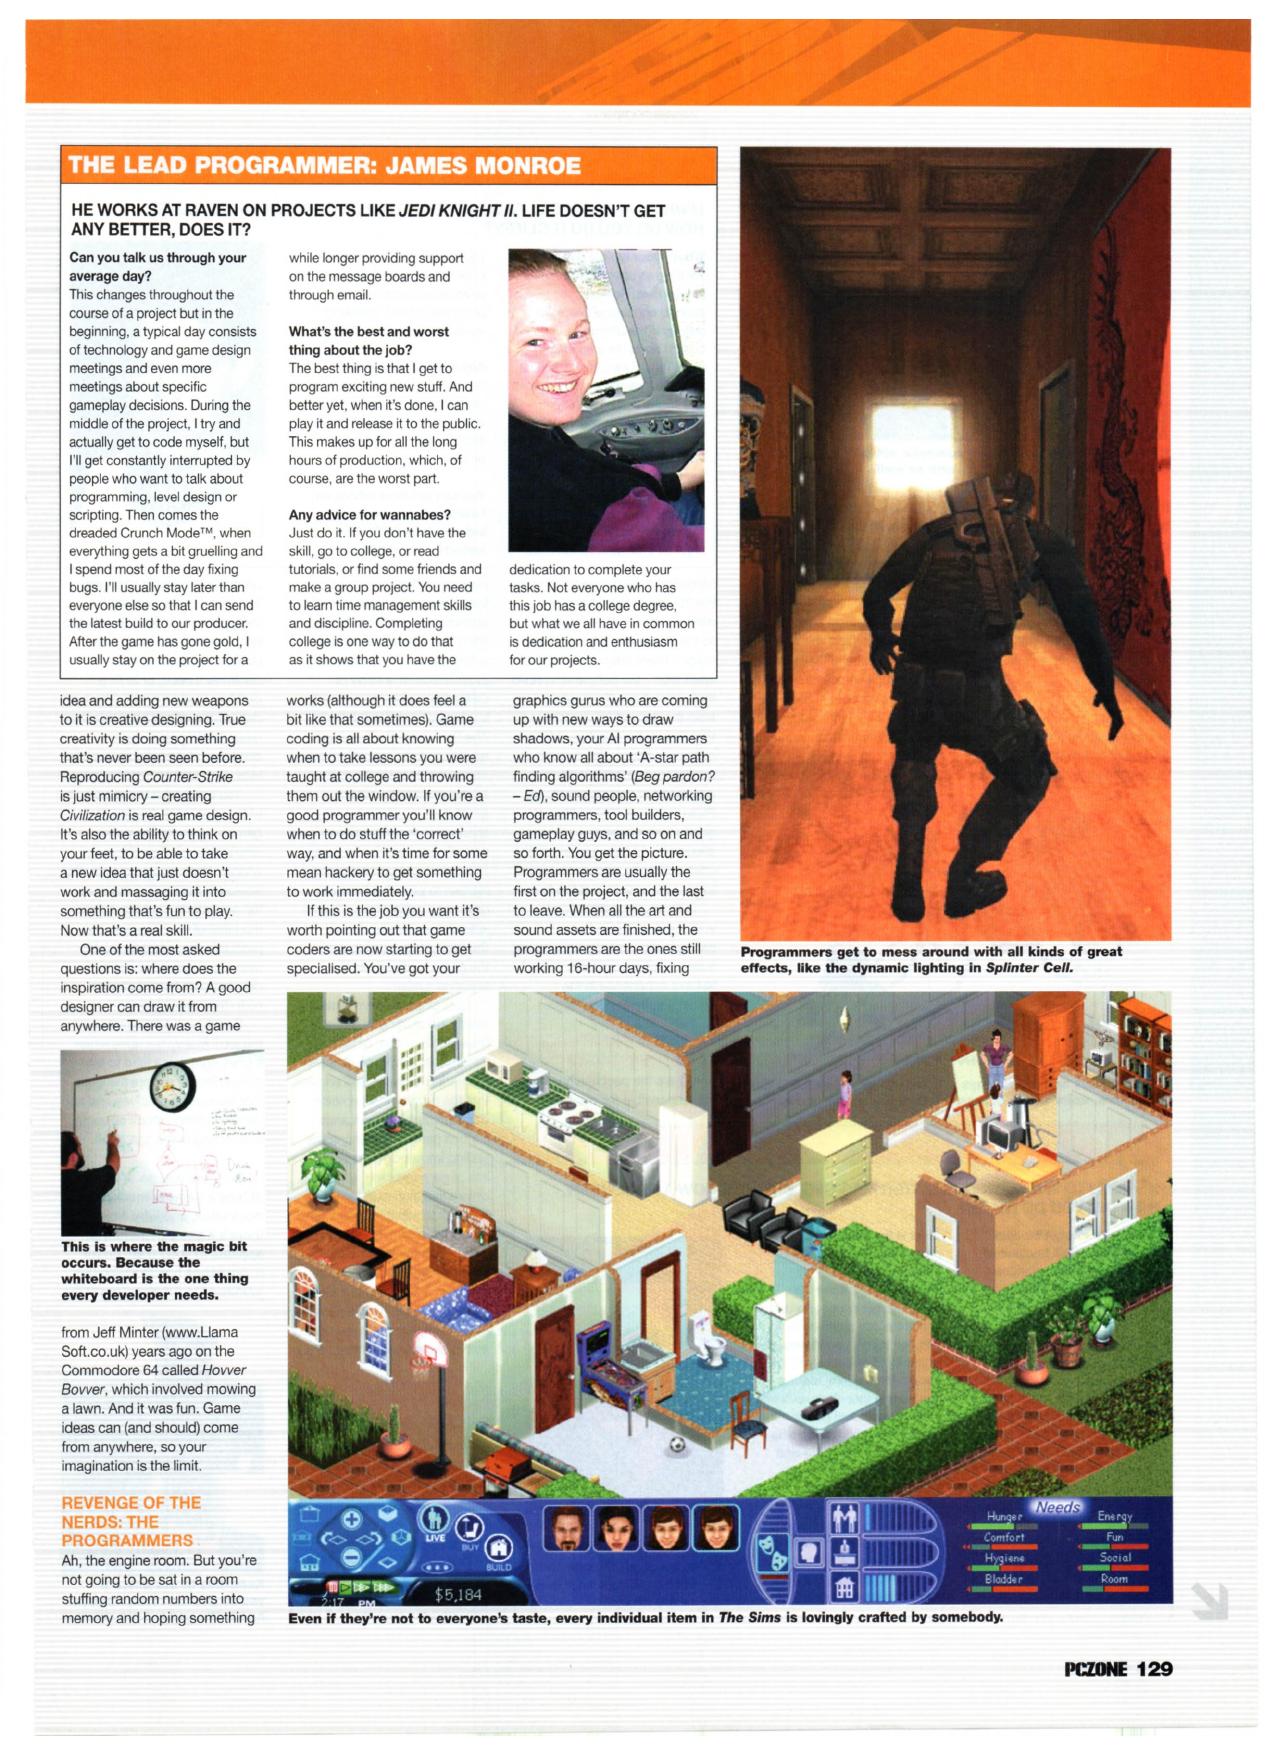 THE LEAD PROGRAMMER: JAMES MONROE
HE WORKS AT RAVEN ON PROJECTS LIKE JEDI KNIGHT II. LIFE DOESN'T GET
ANY BETTER, DOES IT?
Can you talk us through your
average day?
This changes throughout the
course of a project but in the
beginning, a typical day consists
of technology and game design
meetings and even more
meetings about specific
gameplay decisions. During the
middle of the project, I try and
actually get to code myself, but
I'll get constantly interrupted by
people who want to talk about
programming, level design or
scripting. Then comes the
dreaded Crunch Mode™, when
everything gets a bit gruelling and
I spend most of the day fixing
bugs. I'll usually stay later than
everyone else so that I can send
the latest build to our producer.
After the game has gone gold, I
usually stay on the project for a
while longer providing support
on the message boards and
through email.
What's the best and worst
thing about the job?
The best thing is that I get to
program exciting new stuff. And
better yet, when it's done, I can
play it and release it to the public.
This makes up for all the long
hours of production, which, of
course, are the worst part.
Any advice for wannabes?
Just do it. If you don't have the
skill, go to college, or read
tutorials, or find some friends and
make a group project. You need
to learn time management skills
and discipline. Completing
college is one way to do that
as it shows that you have the
dedication to complete your
tasks. Not everyone who has
this job has a college degree,
but what we all have in common
is dedication and enthusiasm
for our projects.
idea and adding new weapons
to it is creative designing. True
creativity is doing something
that's never been seen before.
Reproducing Counter-Strike
is just mimicry – creating
Civilization is real game design.
It's also the ability to think on
your feet, to be able to take
a new idea that just doesn't
work and massaging it into
something that's fun to play.
Now that's a real skill.
One of the most asked
questions is: where does the
inspiration come from? A good
designer can draw it from
anywhere. There was a game
This is where the magic bit
occurs. Because the
whiteboard is the one thing
every developer needs.
from Jeff Minter (www.Llama
Soft.co.uk) years ago on the
Commodore 64 called Hovver
Bovver, which involved mowing
a lawn. And it was fun. Game
ideas can (and should) come
from anywhere, so your
imagination is the limit.
REVENGE OF THE
NERDS: THE
PROGRAMMERS
Ah, the engine room. But you're
not going to be sat in a room
stuffing random numbers into
memory and hoping something
works (although it does feel a
bit like that sometimes). Game
coding is all about knowing
when to take lessons you were
taught at college and throwing
them out the window. If you're a
good programmer you'll know
when to do stuff the 'correct'
way, and when it's time for some
mean hackery to get something
to work immediately.
If this is the job you want it's
worth pointing out that game
coders are now starting to get
specialised. You've got your
graphics gurus who are coming
up with new ways to draw
shadows, your AI programmers
who know all about 'A-star path
finding algorithms' (Beg pardon?
– Ed), sound people, networking
programmers, tool builders,
gameplay guys, and so on and
so forth. You get the picture.
Programmers are usually the
first on the project, and the last
to leave. When all the art and
sound assets are finished, the
programmers are the ones still
working 16-hour days, fixing
Programmers get to mess around with all kinds of great
effects, like the dynamic lighting in Splinter Cell.
LIVE
BUY
BUILD
2:17 PM
$5,184
Needs
Hunger Energy
Comfort Fun
Hygiene Social
Bladder Room
Even if they're not to everyone's taste, every individual item in The Sims is lovingly crafted by somebody.
PCZONE 129